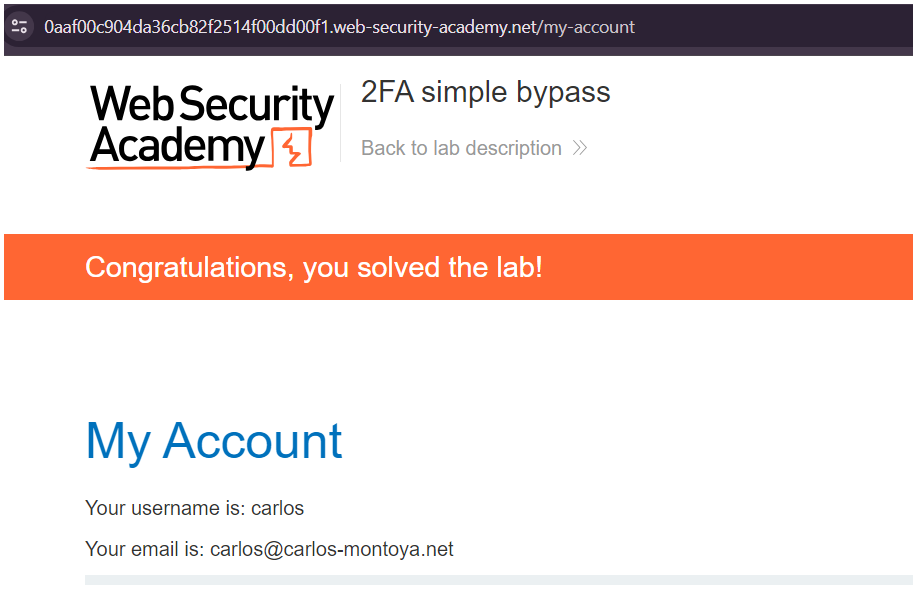 0aaf00c904da36cb82f2514f00dd00f1.web-security-academy.net/my-account
Web Security
Academy
2FA simple bypass
Back to lab description
Congratulations, you solved the lab!
My Account
Your username is: carlos
Your email is: carlos@carlos-montoya.net